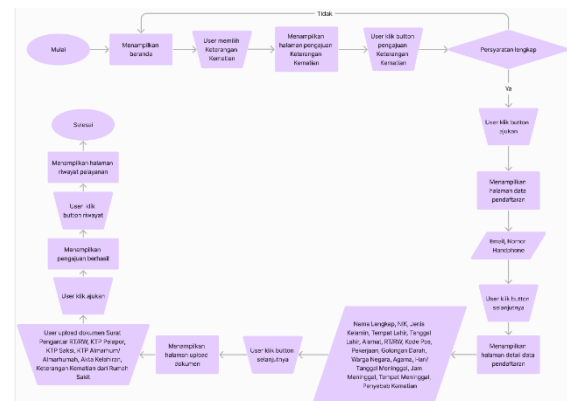 Tidak
Mulai
Menampilkan
beranda
User memilih
Keterangan
Kematian
Menampilkan
halaman pengajuan
Keterangan
Kematian
User klik button
pengajuan
Keterangan
Kematian
Persyaratan lengkap
Ya
User klik button
ajukan
Menampilkan
halaman data
pendaftaran
Email, Nomor
Handphone
User klik button
selanjutnya
Menampilkan
halaman detail data
pendaftaran
Nama Lengkap, NIK, Jenis
Kelamin, Tempat Lahir, Tanggal
Lahir, Alamat, RT/RW, Kode Pos,
Pekerjaan, Golongan Darah,
Warga Negara, Agama, Hari/
Tanggal Meninggal, Jam
Meninggal, Tempat Meninggal,
Penyebab Kematian
User klik button
selanjutnya
Menampilkan
halaman upload
dokumen
User upload dokumen Surat
Pengantar RT/RW, KTP Pelapor,
KTP Saksi, KTP Almarhum/
Almarhumah, Akta Kelahiran,
Keterangan Kematian dari Rumah
Sakit
User klik ajukan
Menampilkan
pengajuan berhasil
User klik
button riwayat
Menampilkan halaman
riwayat pelayanan
Selesai